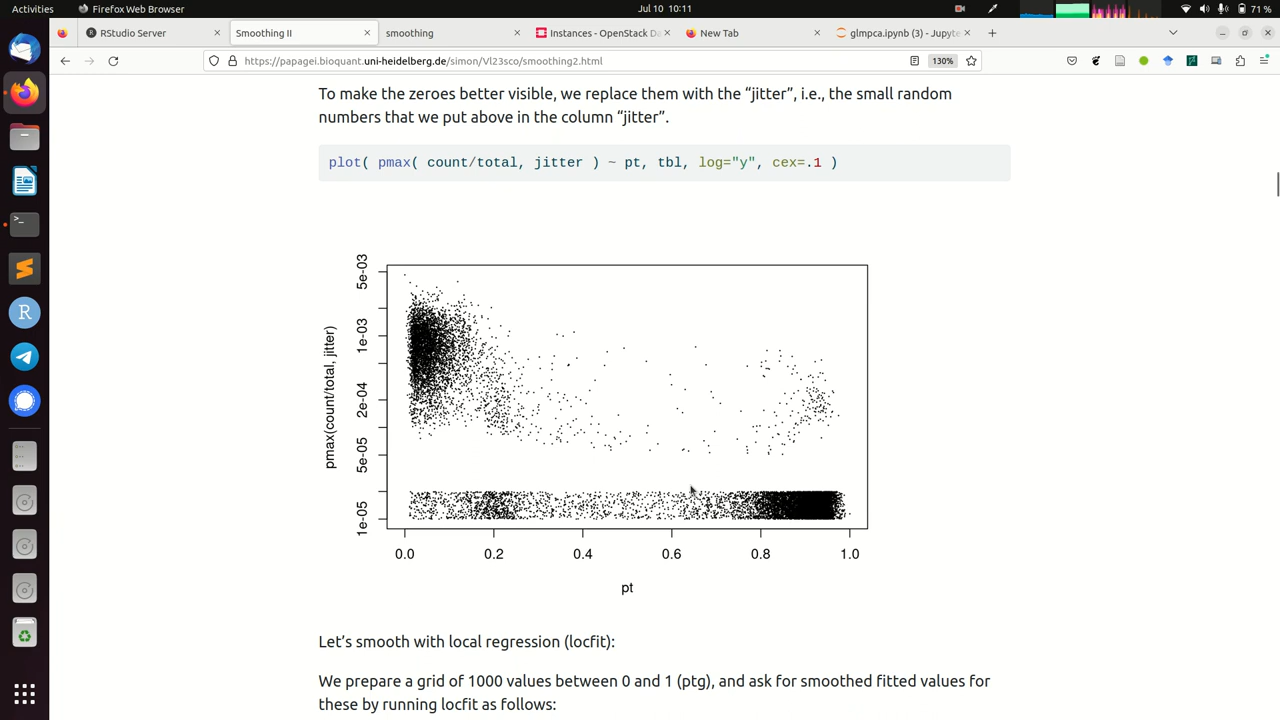 Activities
Firefox Web Browser
Jul 10 10:11
71 %
RStudio Server
Smoothing II
smoothing
Instances - OpenStack Da
New Tab
glmpca.ipynb (3) - Jupyte
https://papagei.bioquant.uni-heidelberg.de/simon/Vl23sco/smoothing2.html
130%
To make the zeroes better visible, we replace them with the “jitter”, i.e., the small random
numbers that we put above in the column “jitter”.
plot( pmax( count/total, jitter ) ~ pt, tbl, log="y", cex=.1 )
pmax(count/total, jitter)
5e-03
1e-03
2e-04
5e-05
1e-05
0.0 0.2 0.4 0.6 0.8 1.0
pt
Let’s smooth with local regression (locfit):
We prepare a grid of 1000 values between 0 and 1 (ptg), and ask for smoothed fitted values for
these by running locfit as follows: